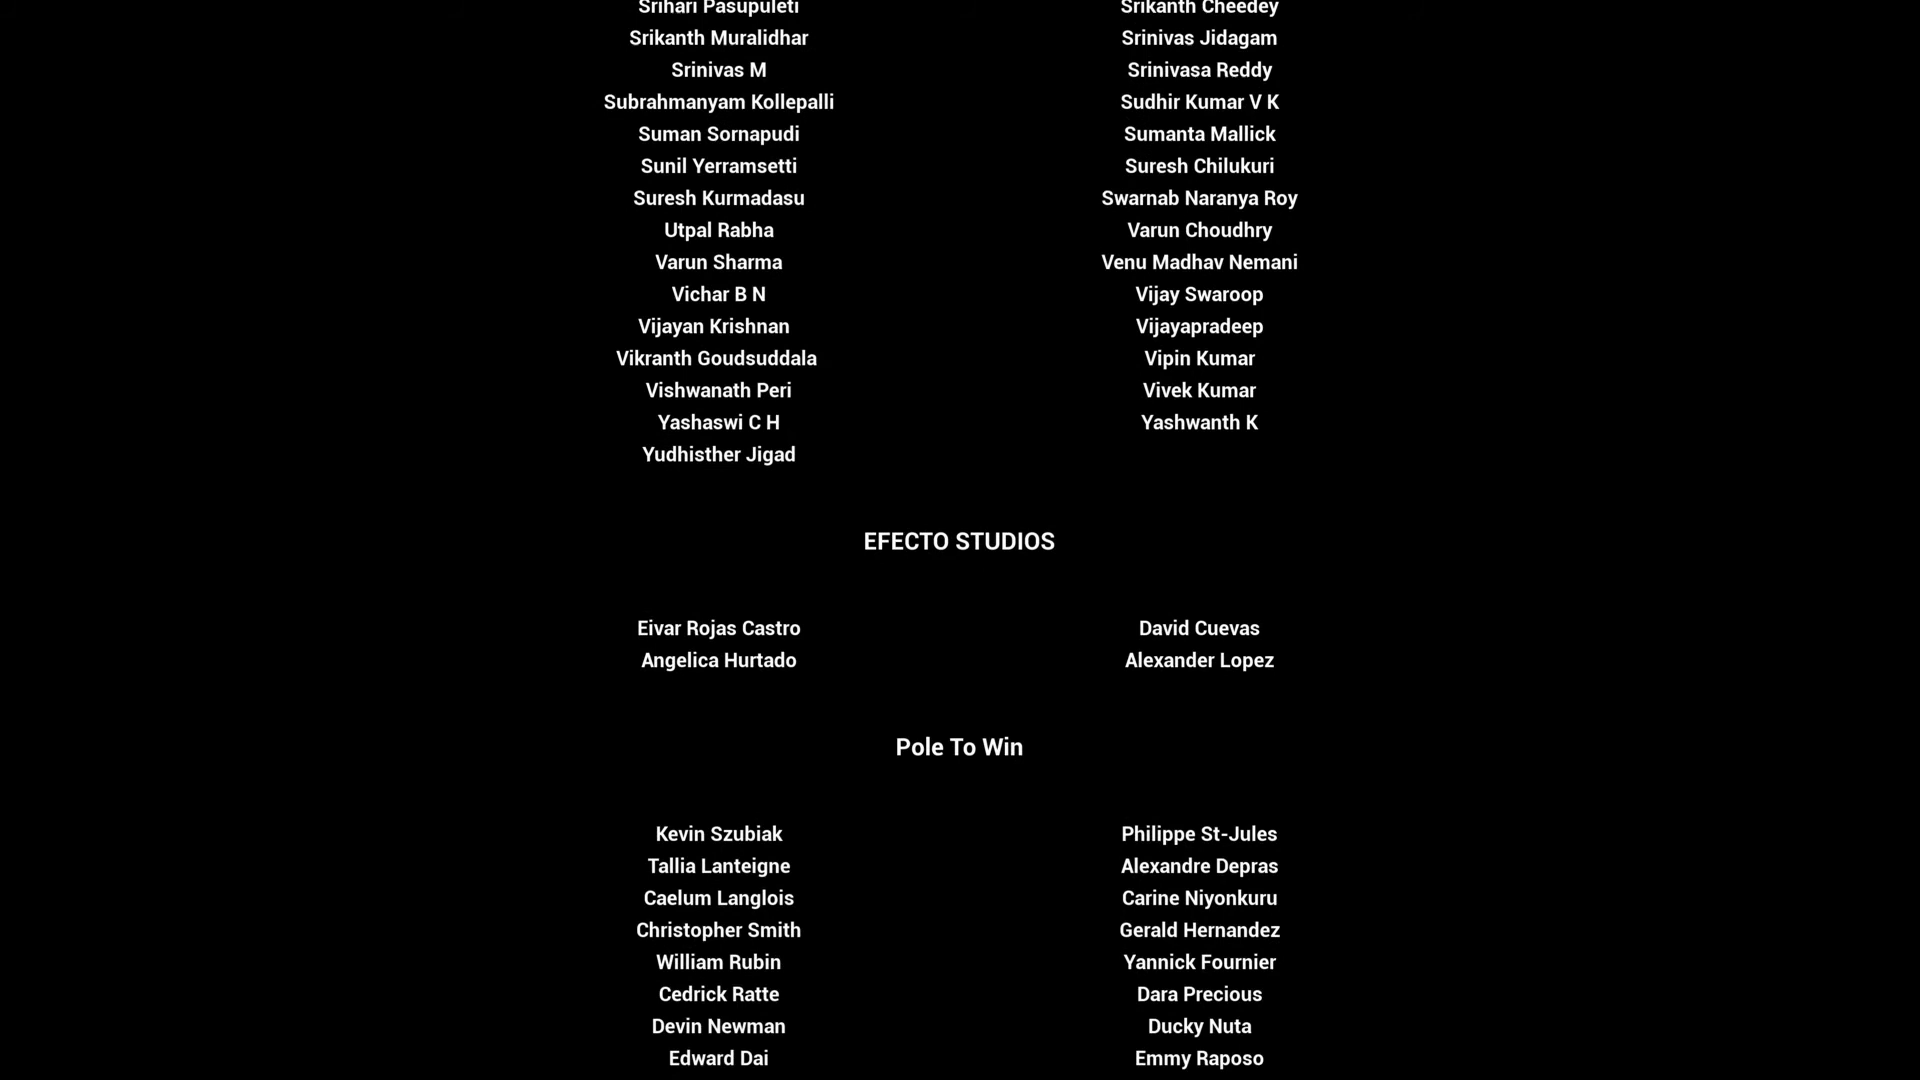 Srihari Pasupuleti Srikanth Cheedey
Srikanth Muralidhar Srinivas Jidagam
Srinivas M Srinivasa Reddy
Subrahmanyam Kollepalli Sudhir Kumar V K
Suman Sornapudi Sumanta Mallick
Sunil Yerramsetti Suresh Chilukuri
Suresh Kurmadasu Swarnab Naranya Roy
Utpal Rabha Varun Choudhry
Varun Sharma Venu Madhav Nemani
Vichar B N Vijay Swaroop
Vijayan Krishnan Vijayapradeep
Vikranth Goudsuddala Vipin Kumar
Vishwanath Peri Vivek Kumar
Yashaswi C H Yashwanth K
Yudhisther Jigad
EFECTO STUDIOS
Eivar Rojas Castro David Cuevas
Angelica Hurtado Alexander Lopez
Pole To Win
Kevin Szubiak Philippe St-Jules
Tallia Lanteigne Alexandre Depras
Caelum Langlois Carine Niyonkuru
Christopher Smith Gerald Hernandez
William Rubin Yannick Fournier
Cedrick Ratte Dara Precious
Devin Newman Ducky Nuta
Edward Dai Emmy Raposo